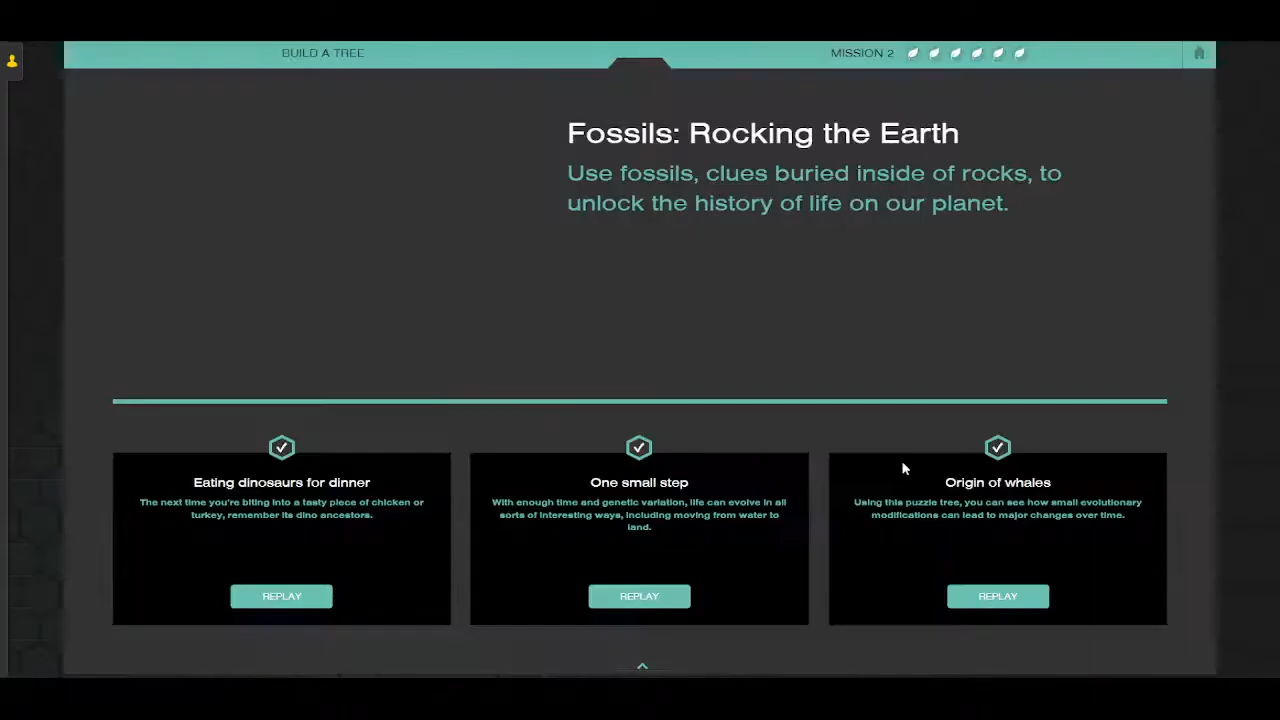 BUILD A TREE
MISSION 2
Fossils: Rocking the Earth
Use fossils, clues buried inside of rocks, to
unlock the history of life on our planet.
Eating dinosaurs for dinner
The next time you're biting into a tasty piece of chicken or
turkey, remember its dino ancestors.
REPLAY
One small step
With enough time and genetic variation, life can evolve in all
sorts of interesting ways, including moving from water to
land.
REPLAY
Origin of whales
Using this puzzle tree, you can see how small evolutionary
modifications can lead to major changes over time.
REPLAY